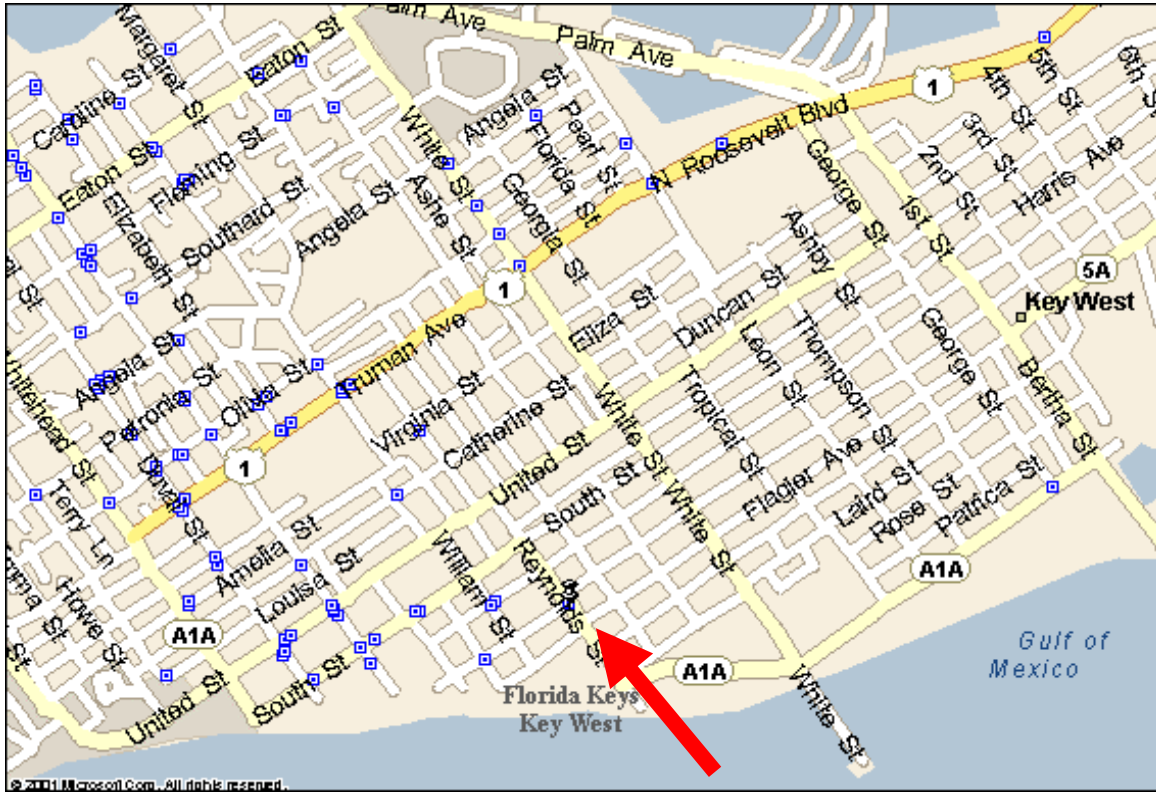 Palm Ave
Palm Ave
Margaret St
Eaton St
1
5th St
6th St
4th St
Caroline St
Angela St
Pearl St
N Roosevelt Blvd
3rd St
Florida St
White St
George St
2nd St
Harris Ave
Eaton St
Fleming St
Ashe St
Georgia St
1st St
Elizabeth St
Southard St
Angela St
Ashby St
5A
1
Key West
Eliza St
Duncan St
Truman Ave
Angela St
Leon St
Thompson St
George St
Whitehead St
Petronia St
Olivia St
Virginia St
Catherine St
White St
Tropical St
Bertha St
1
Duval St
United St
Flagler Ave
Laird St
Rose St
Patrica St
Terry Ln
South St
White St
Amelia St
William St
Reynolds St
A1A
Howe St
Louisa St
A1A
Gulf of
Mexico
A1A
Florida Keys
Key West
United St
South St
White St
© 2001 Microsoft Corp. All rights reserved.